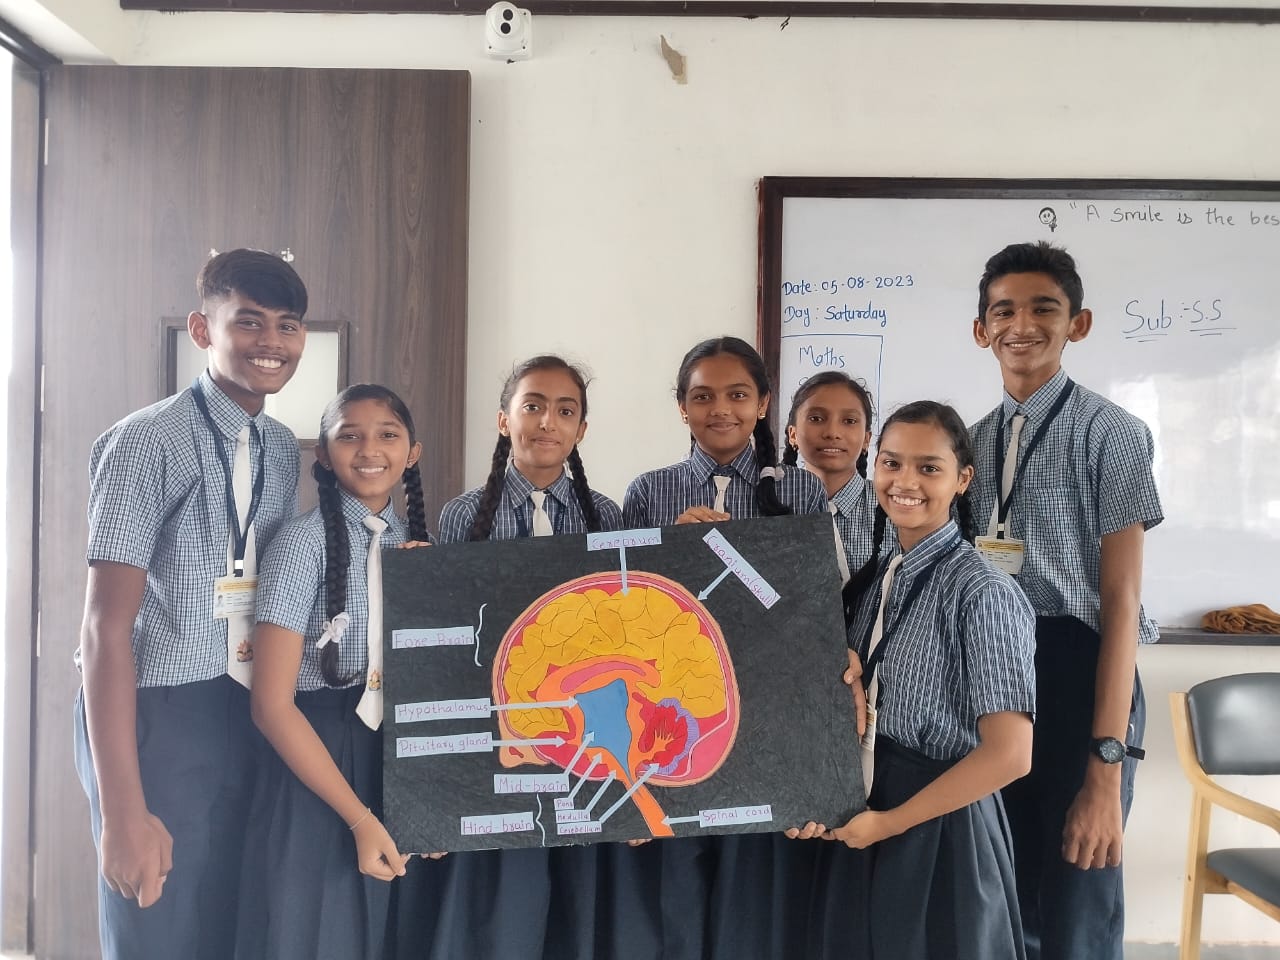 "A smile is the bes
Date: 05-08-2023
Day: Saturday
Sub:-S.S
Maths
Cerebrum
Cranium(skull)
Fore-Brain
Hypothalamus
Pituitary gland
Mid-brain
Pons
Medulla
Cerebellam
Hind-brain
Spinal cord